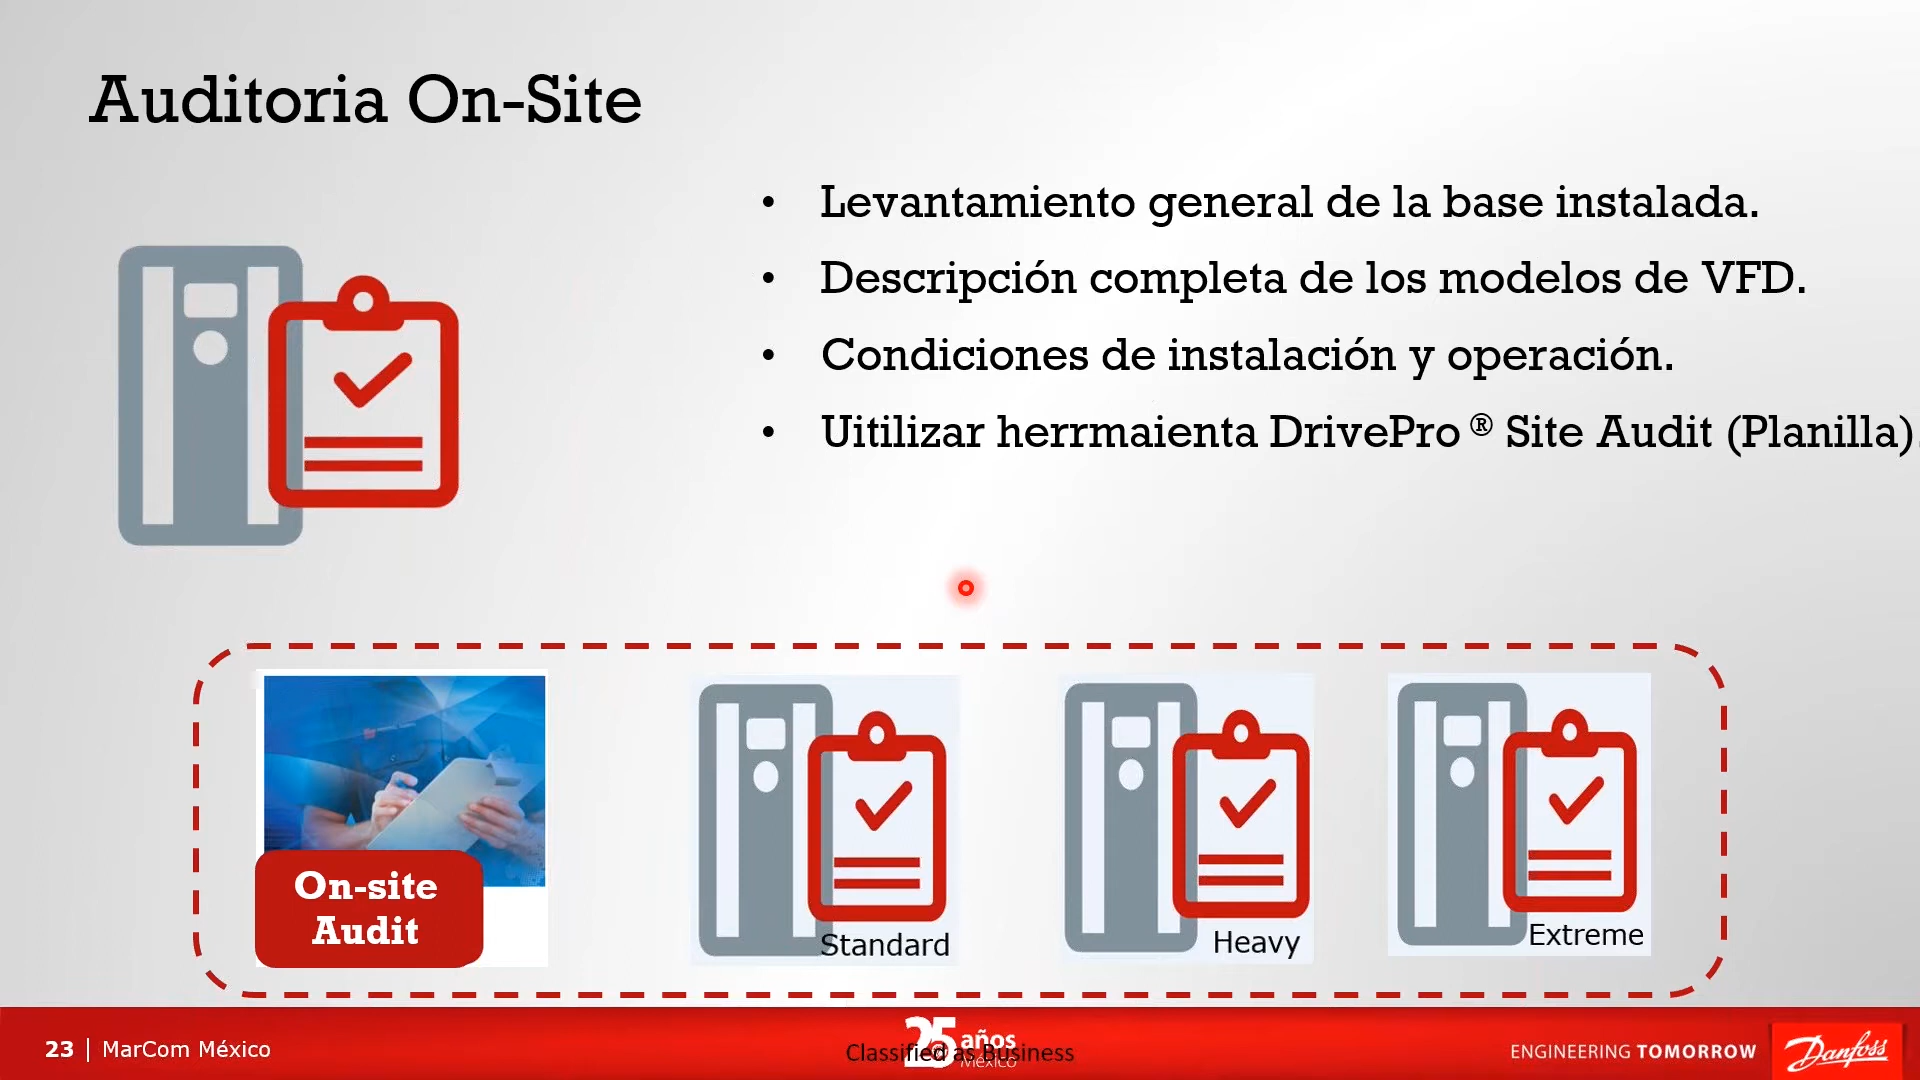 Auditoria On-Site
• Levantamiento general de la base instalada.
• Descripción completa de los modelos de VFD.
• Condiciones de instalación y operación.
• Uitilizar herrmaienta DrivePro ® Site Audit (Planilla).
On-site
Audit
Standard
Heavy
Extreme
23 | MarCom México
25 años
México
Classified as Business
ENGINEERING TOMORROW
Danfoss